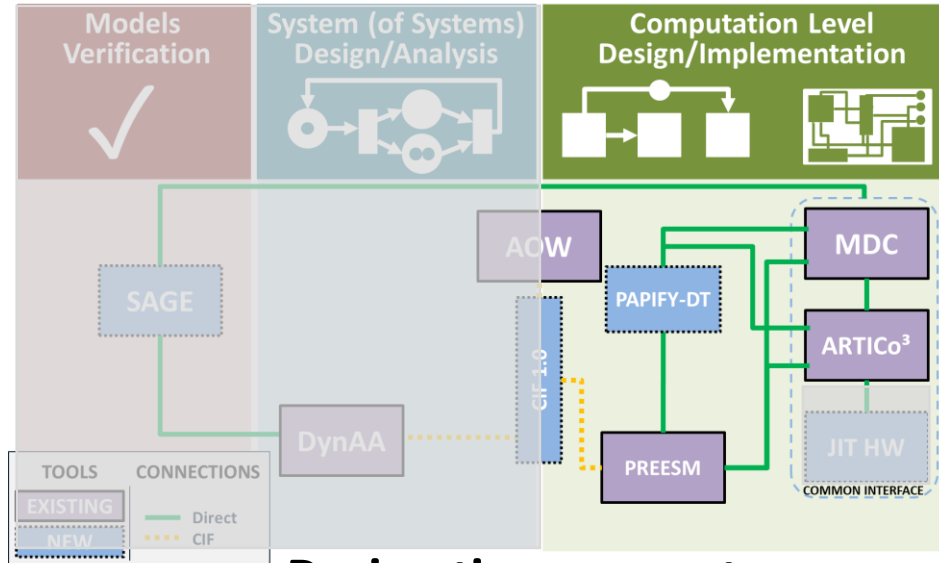 Models
Verification
System (of Systems)
Design/Analysis
Computation Level
Design/Implementation
AOW
MDC
SAGE
PAPIFY-DT
ARTICo³
CIF 1.0
DynAA
PREESM
JIT HW
COMMON INTERFACE
TOOLS
CONNECTIONS
EXISTING
NEW
Direct
CIF